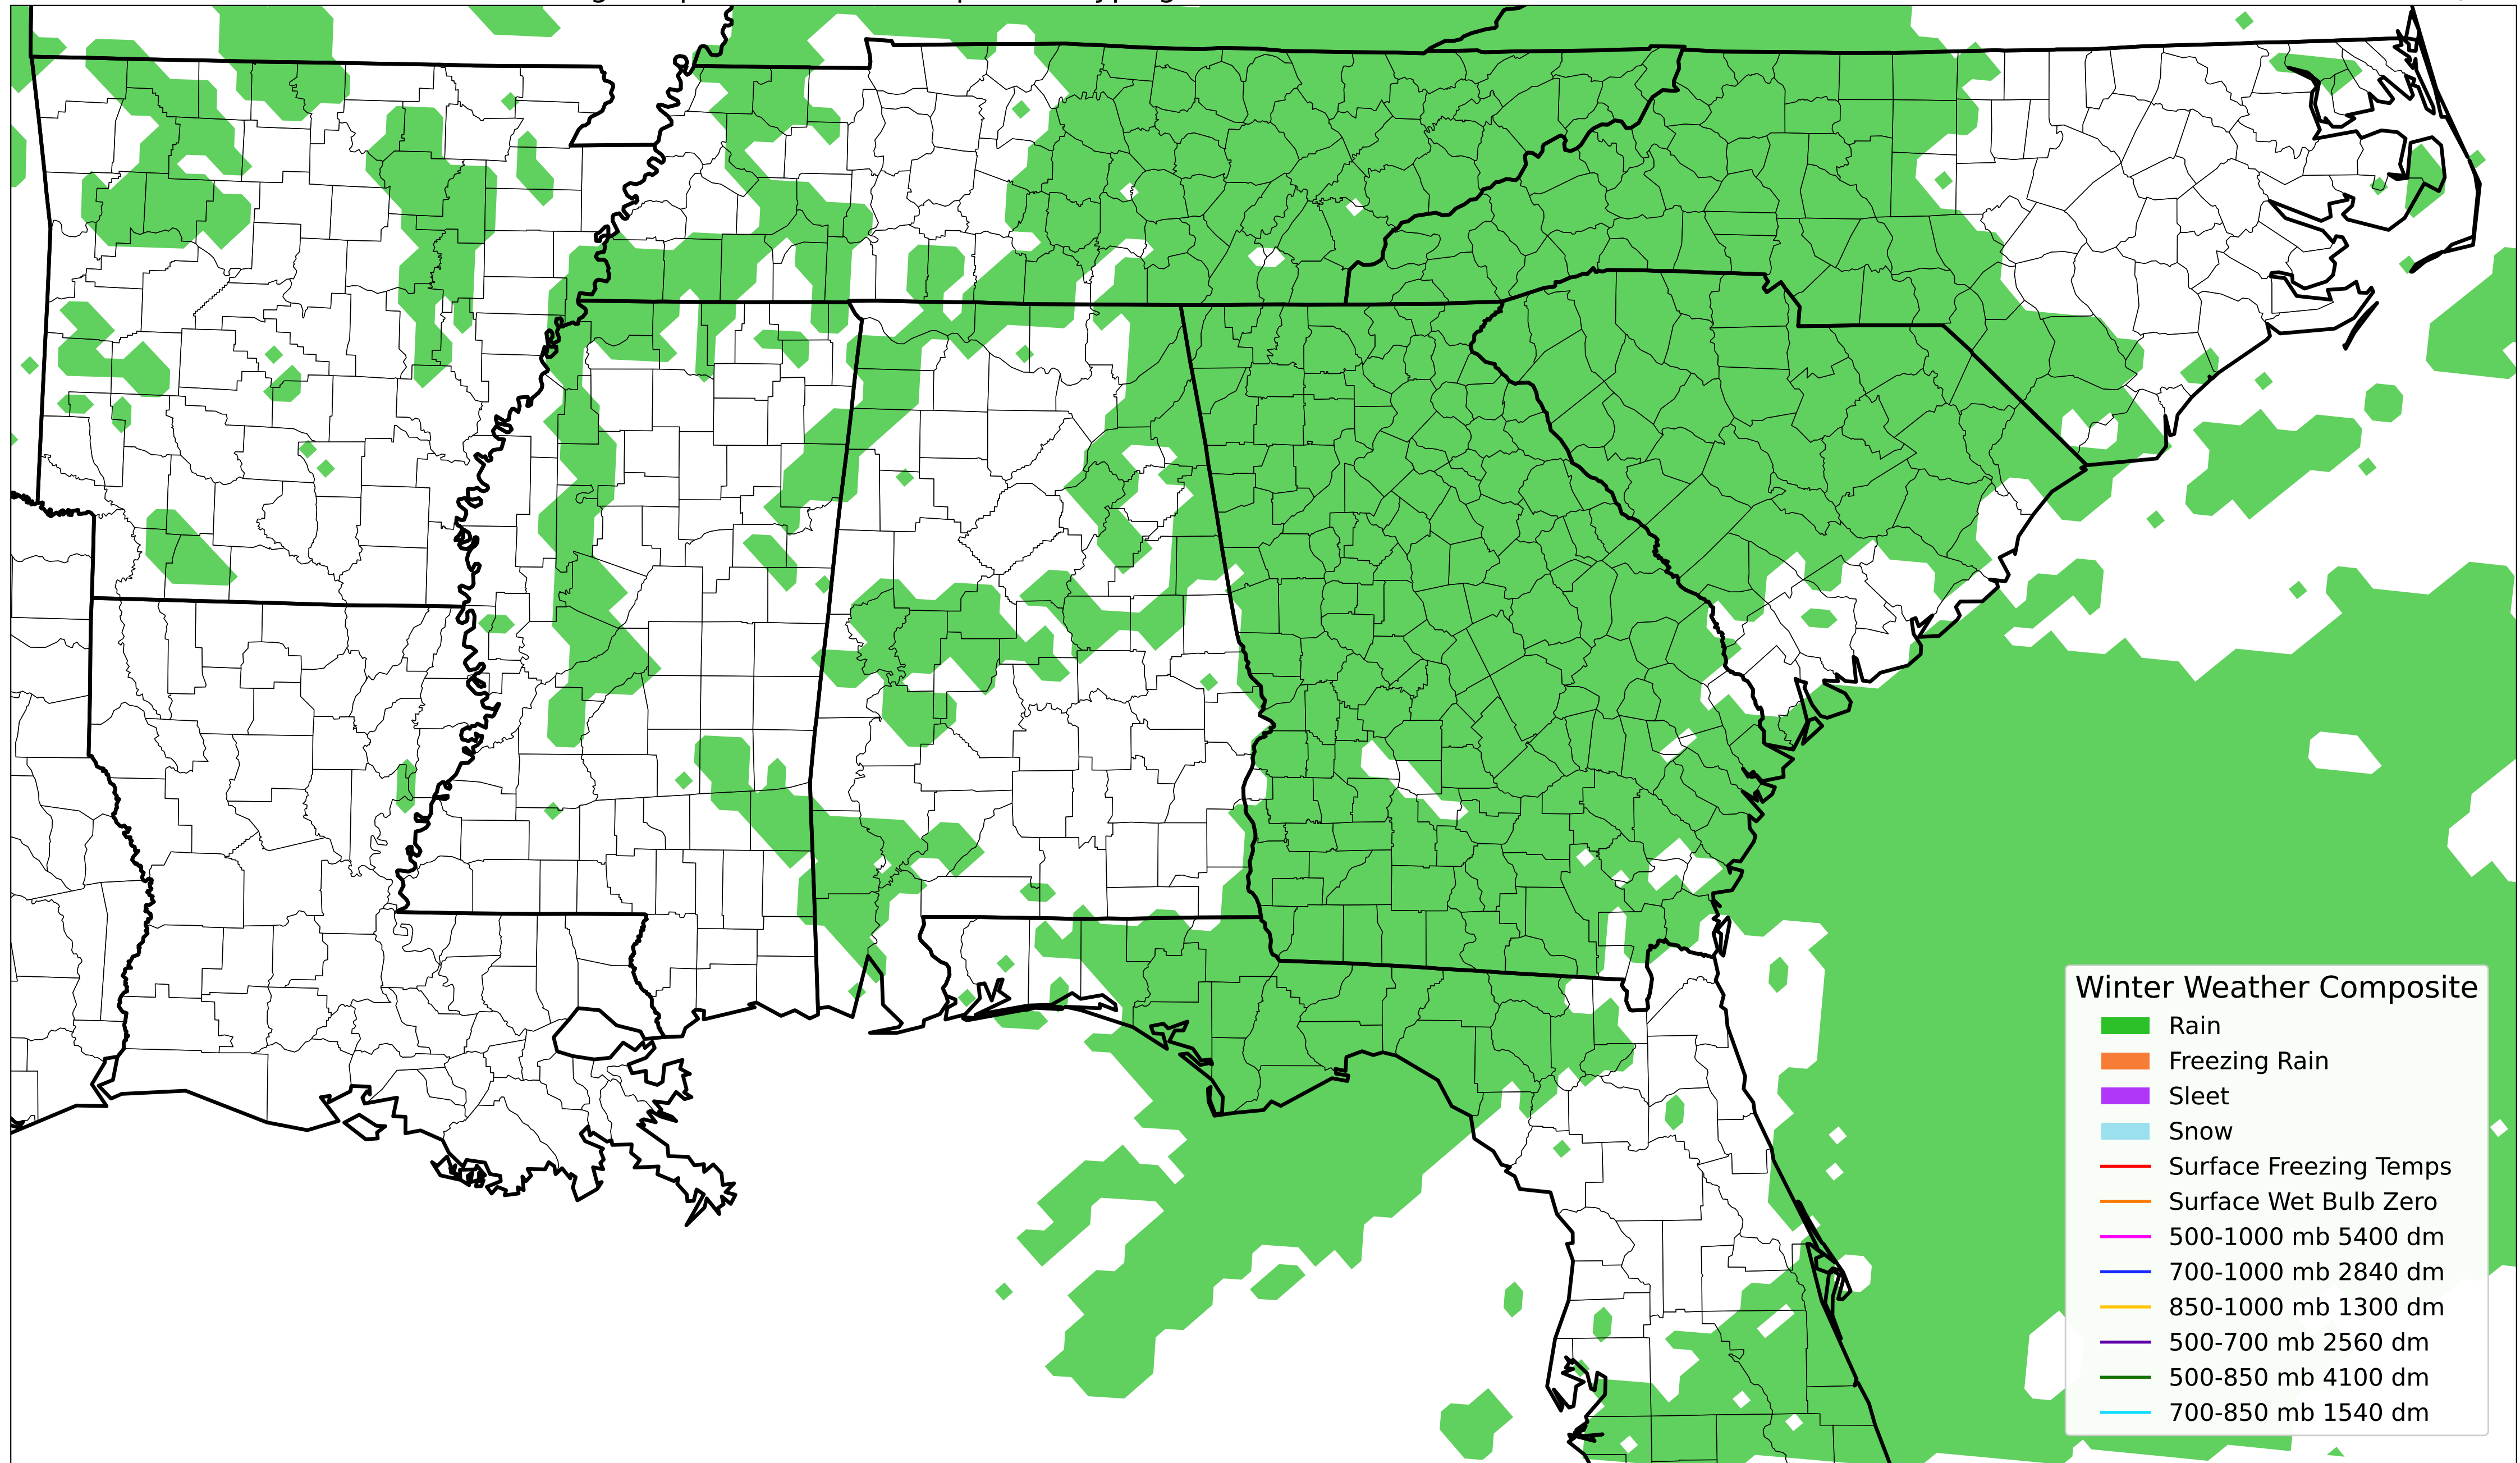 Winter Weather Composite
Rain
Freezing Rain
Sleet
Snow
Surface Freezing Temps
Surface Wet Bulb Zero
500-1000 mb 5400 dm
700-1000 mb 2840 dm
850-1000 mb 1300 dm
500-700 mb 2560 dm
500-850 mb 4100 dm
700-850 mb 1540 dm